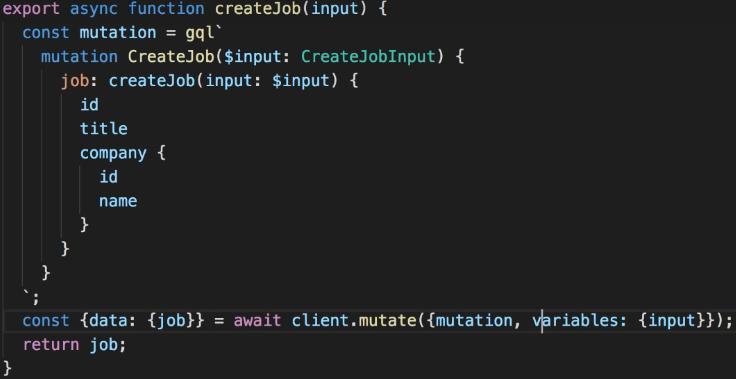 export async function createJob(input) {
  const mutation = gql`
    mutation CreateJob($input: CreateJobInput) {
      job: createJob(input: $input) {
        id
        title
        company {
          id
          name
        }
      }
    }
  `;
  const {data: {job}} = await client.mutate({mutation, variables: {input}});
  return job;
}